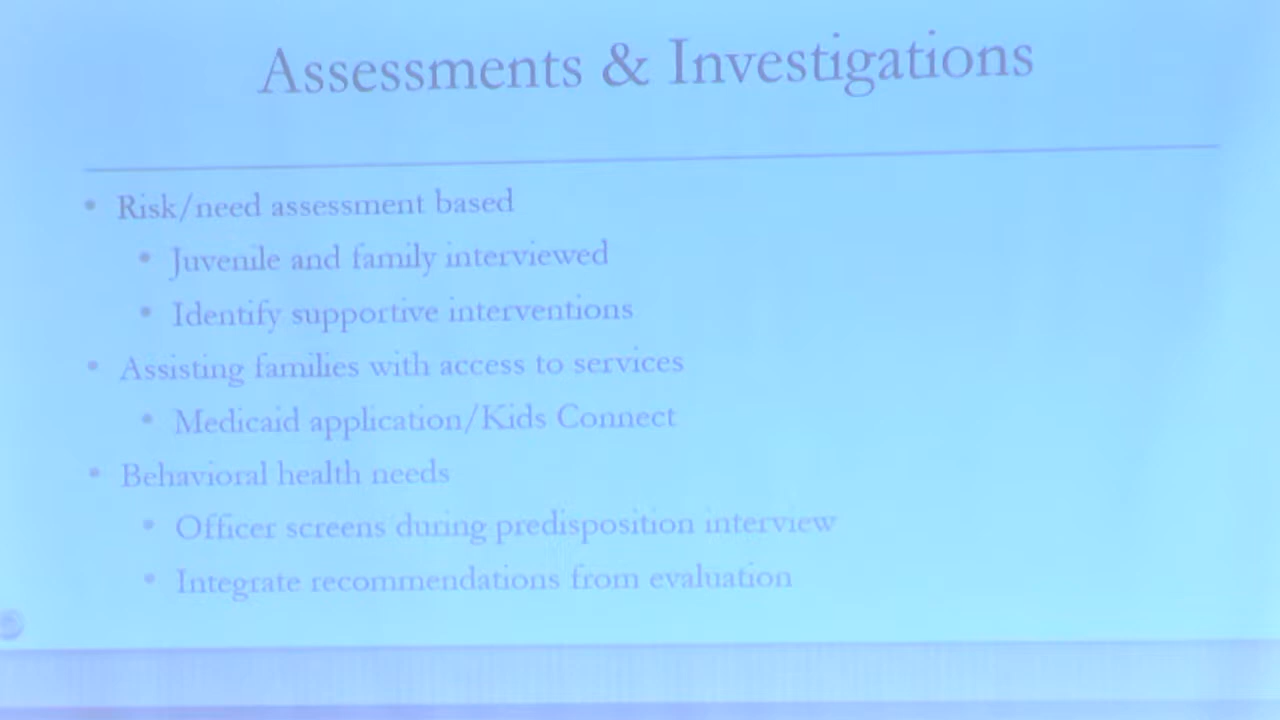 Assessments & Investigations
• Risk/need assessment based
• Juvenile and family interviewed
• Identify supportive interventions
• Assisting families with access to services
• Medicaid application/Kids Connect
• Behavioral health needs
• Officer screens during predisposition interview
• Integrate recommendations from evaluation